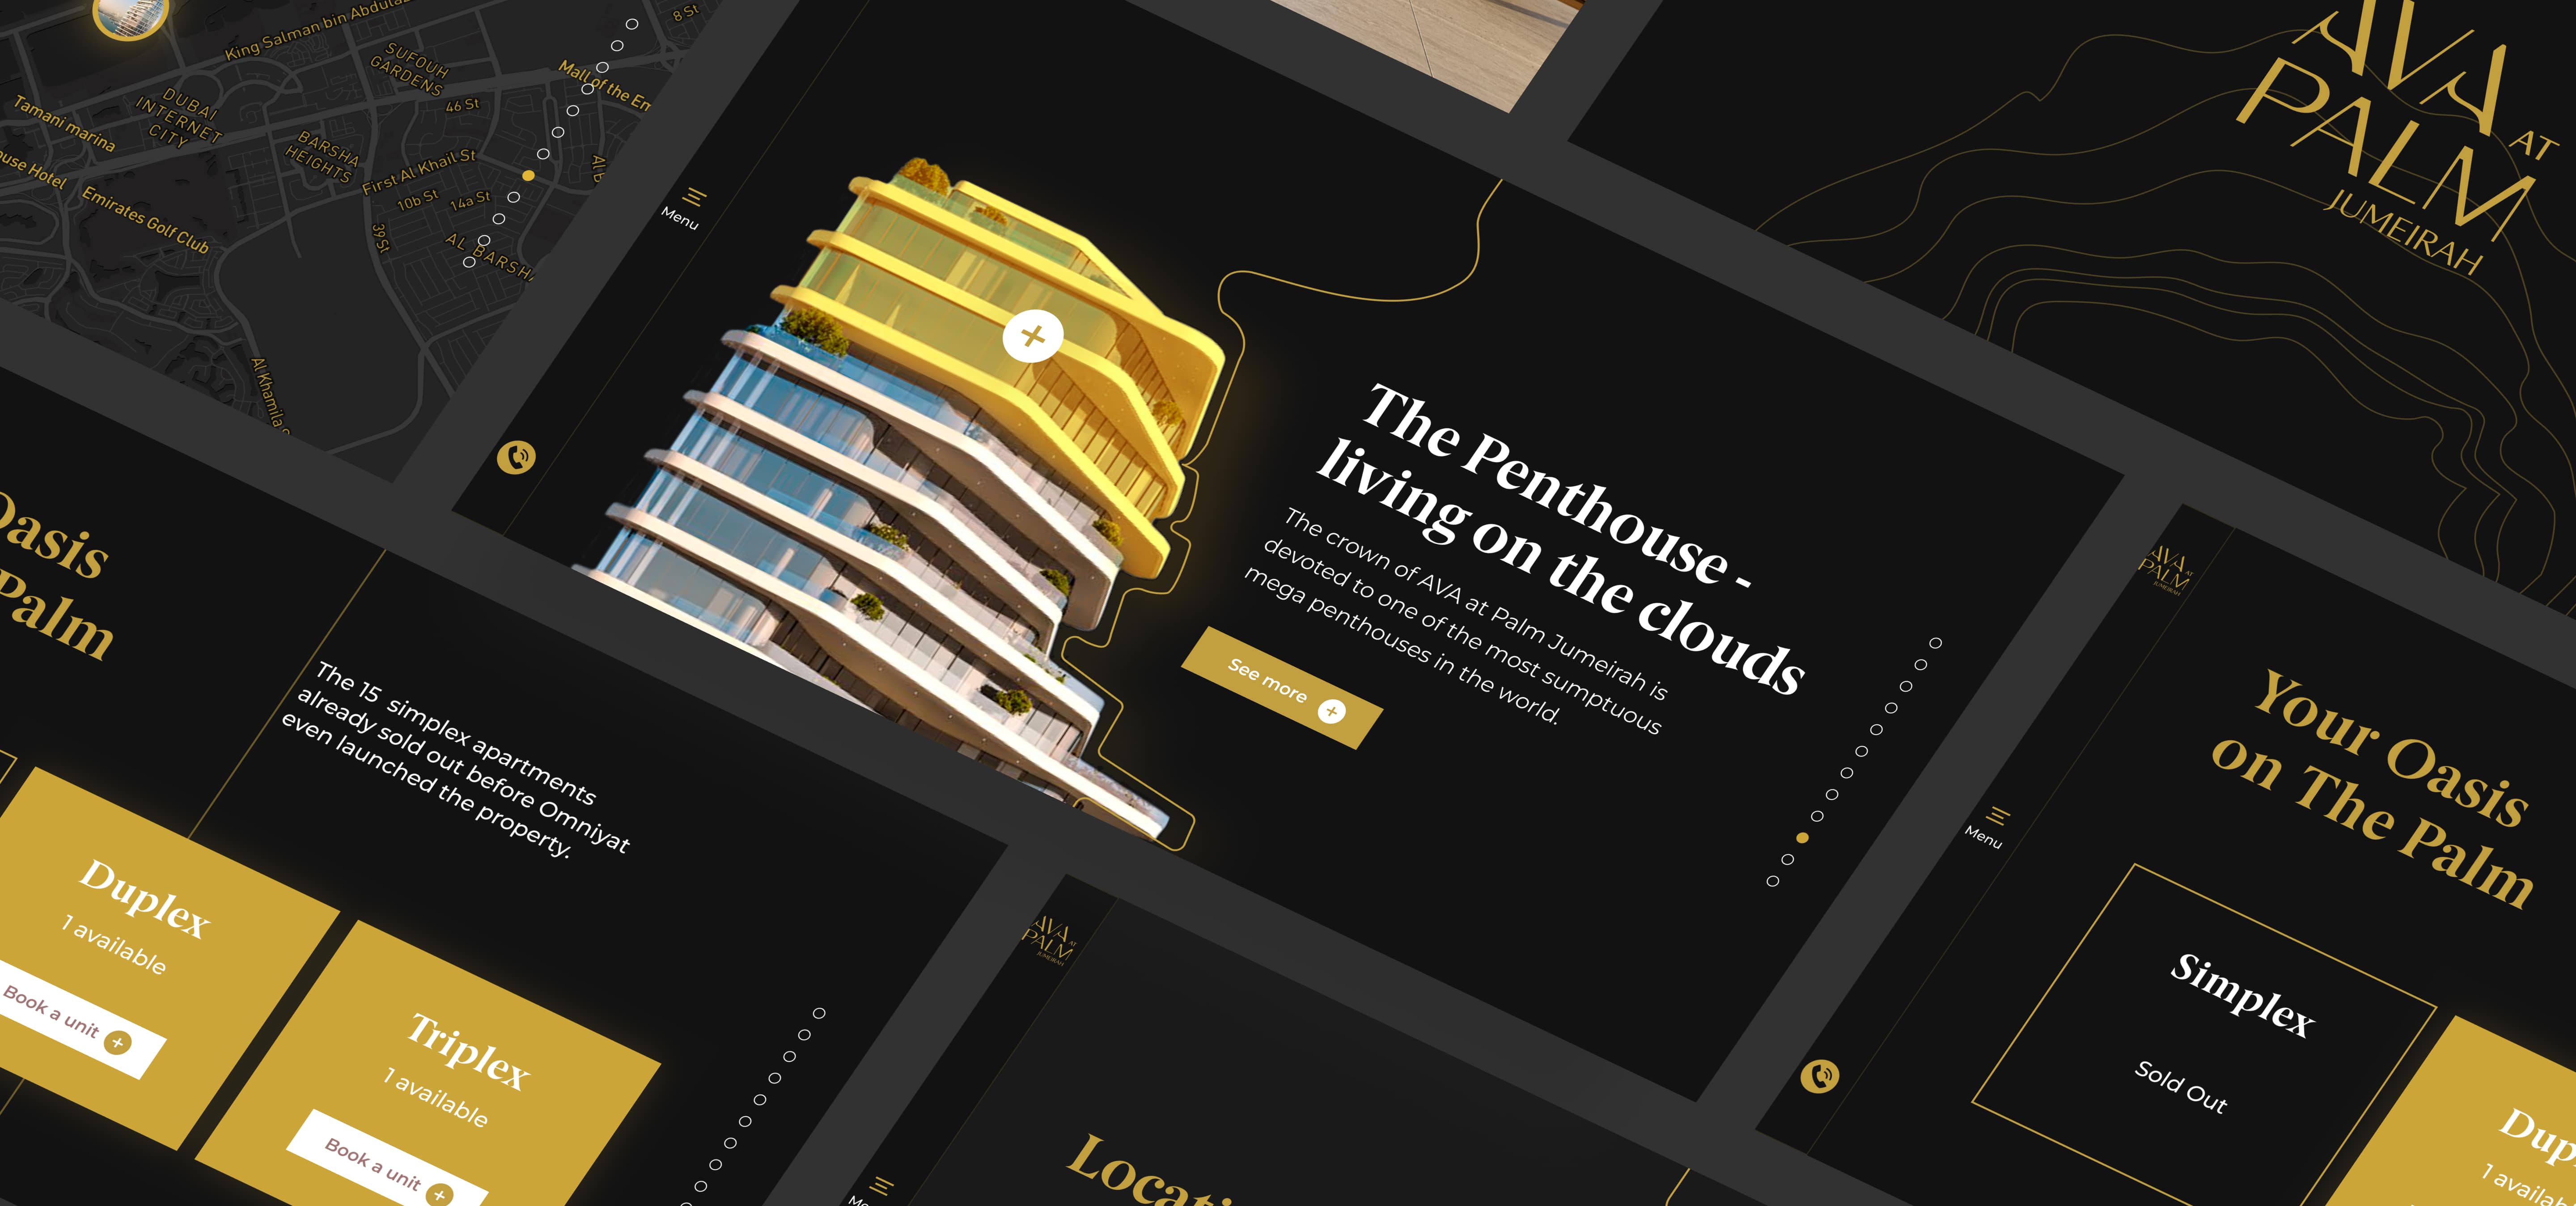 King Salman bin Abdulaz
8 St
SUFOUH
GARDENS
Mall of the Em
46 St
DUBAI
INTERNET
CITY
Tamani marina
BARSHA
HEIGHTS
First Al Khail St
10b St
14a St
Al b
use Hotel
Emirates Golf Club
39 St
AL BARSHA
Al Khamila S
Menu
The Penthouse -
living on the clouds
The crown of AVA at Palm Jumeirah is
devoted to one of the most sumptuous
mega penthouses in the world.
See more
AVA
AT
PALM
JUMEIRAH
Oasis
Palm
The 15 simplex apartments
already sold out before Omniyat
even launched the property.
Duplex
1 available
Book a unit
Triplex
1 available
Book a unit
AVA AT
PALM
JUMEIRAH
Me
Locati
AVA AT
PALM
JUMEIRAH
Menu
Your Oasis
on The Palm
Simplex
Sold Out
Dup
1 availab